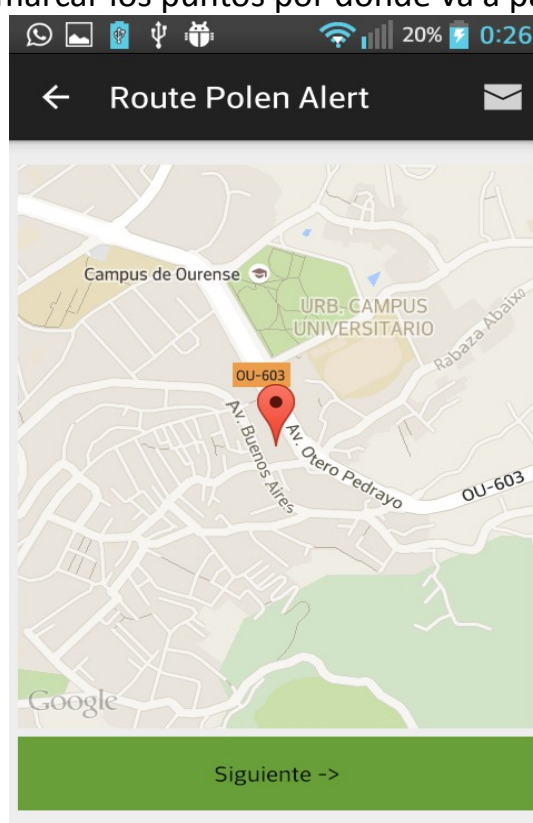 marcar los puntos por donde va a pa
20% 0:26
Route Polen Alert
Campus de Ourense
URB. CAMPUS
UNIVERSITARIO
Rabaza Abaixo
OU-603
Av. Buenos Aires
Av. Otero Pedrayo
OU-603
Google
Siguiente ->